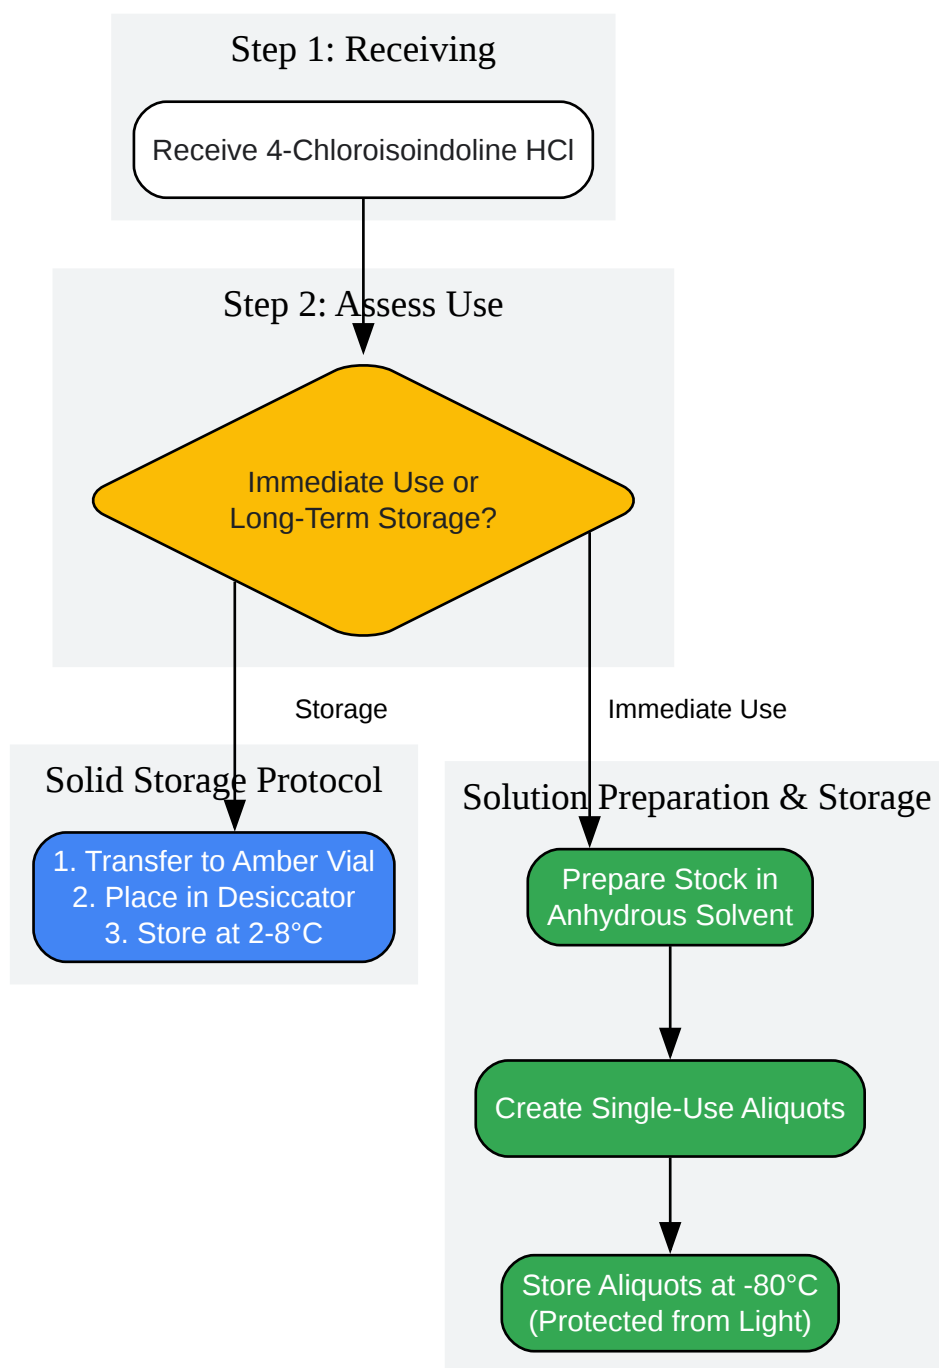 Step 1: Receiving
Receive 4-Chloroisoindoline HCl
Step 2: Assess Use
Immediate Use or
Long-Term Storage?
Storage
Immediate Use
Solid Storage Protocol
1. Transfer to Amber Vial
2. Place in Desiccator
3. Store at 2-8°C
Solution Preparation & Storage
Prepare Stock in
Anhydrous Solvent
Create Single-Use Aliquots
Store Aliquots at -80°C
(Protected from Light)